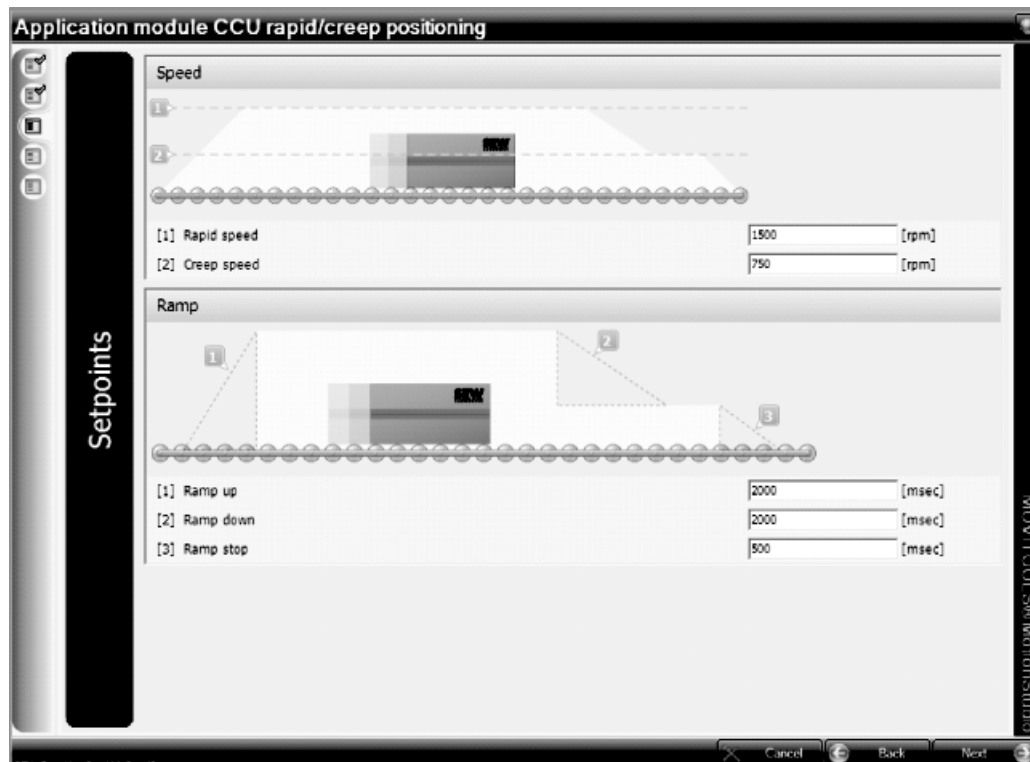 Application module CCU rapid/creep positioning
Setpoints
Speed
1
2
SEW
[1] Rapid speed 1500 [rpm]
[2] Creep speed 750 [rpm]
Ramp
1
2
SEW
3
[1] Ramp up 2000 [msec]
[2] Ramp down 2000 [msec]
[3] Ramp stop 500 [msec]
Cancel Back Next